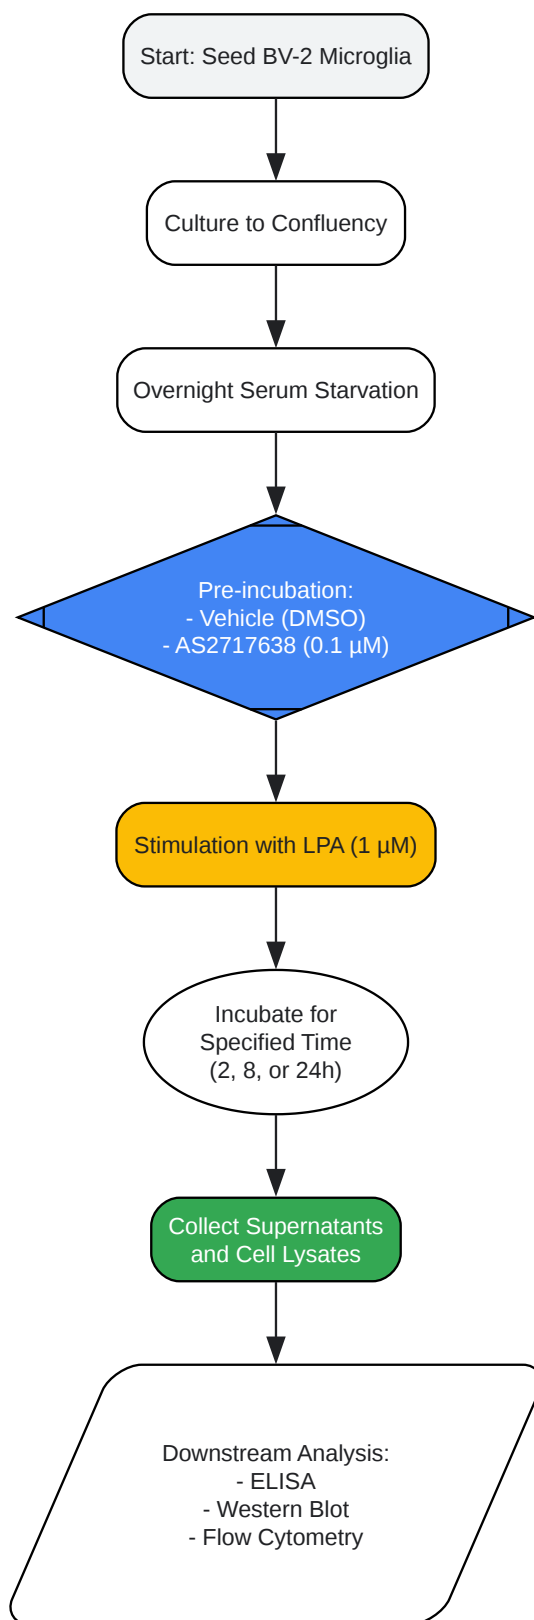 Start: Seed BV-2 Microglia
Culture to Confluency
Overnight Serum Starvation
Pre-incubation:
- Vehicle (DMSO)
- AS2717638 (0.1 µM)
Stimulation with LPA (1 µM)
Incubate for
Specified Time
(2, 8, or 24h)
Collect Supernatants
and Cell Lysates
Downstream Analysis:
- ELISA
- Western Blot
- Flow Cytometry